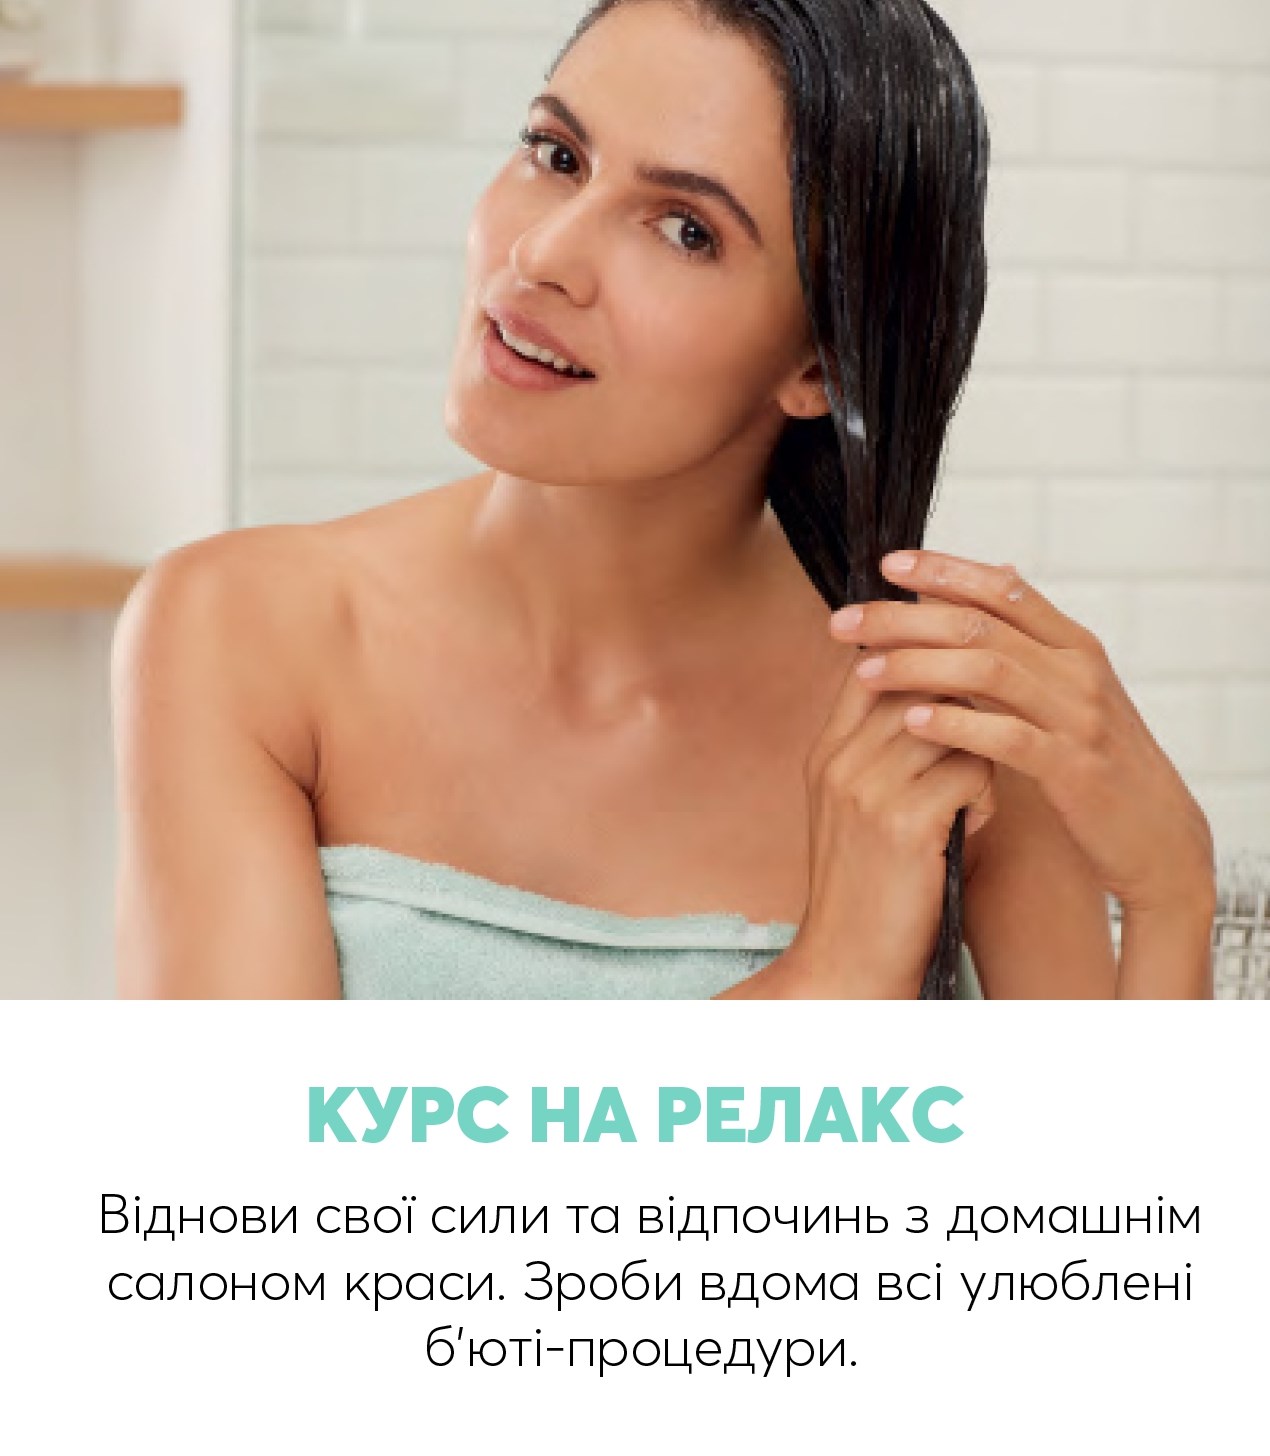 КУРС НА РЕЛАКС
Віднови свої сили та відпочинь з домашнім
салоном краси. Зроби вдома всі улюблені
б'юті-процедури.